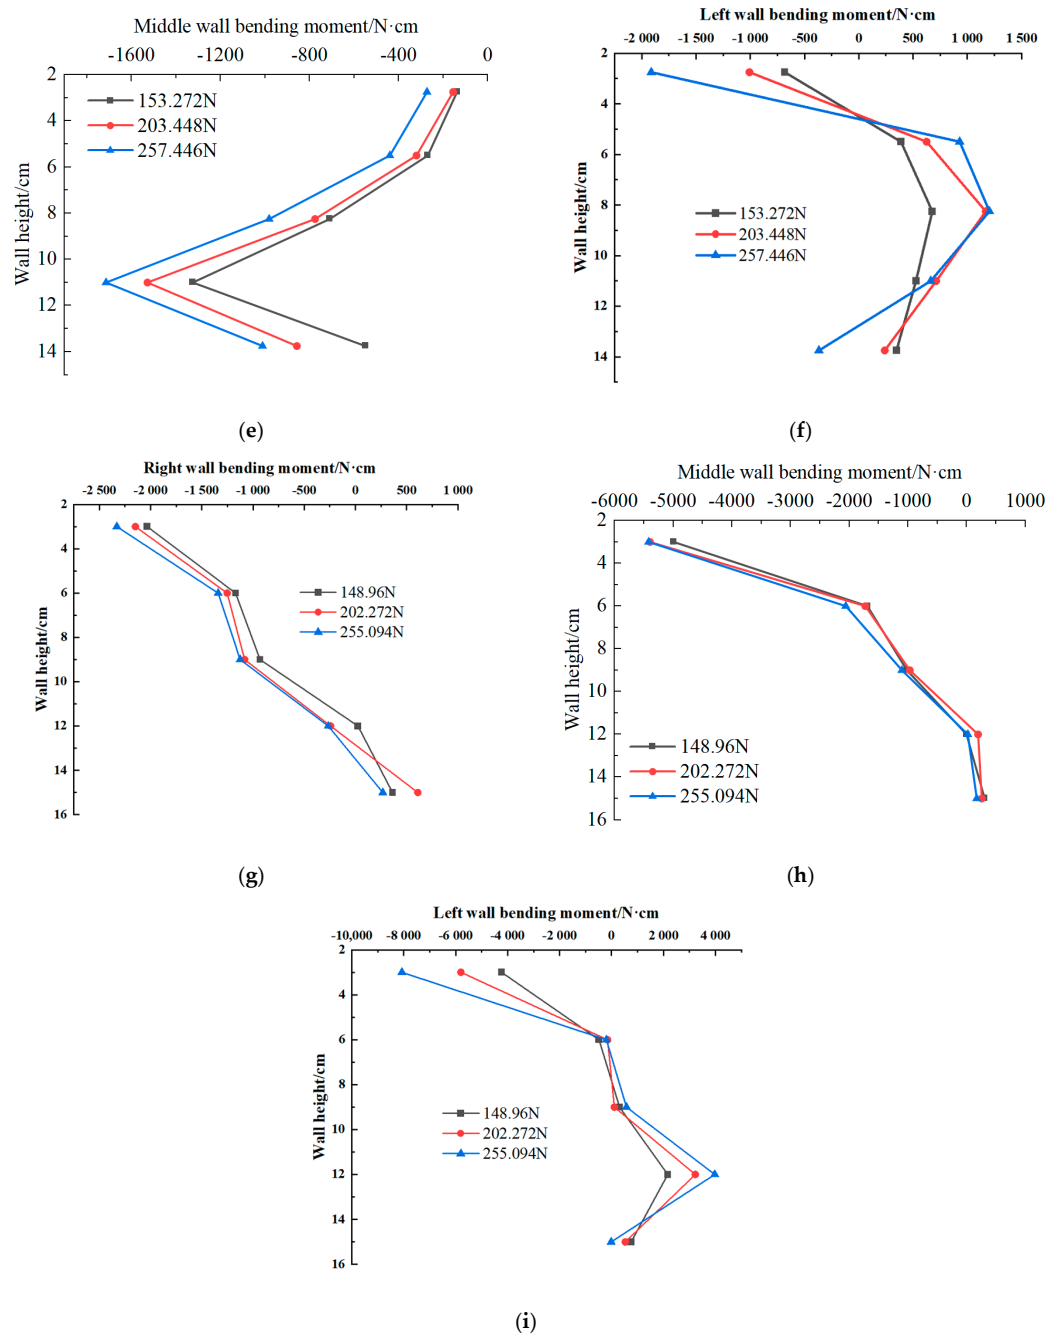 Middle wall bending moment/N·cm
-1600 -1200 -800 -400 0
2
4
6
8
10
12
14
Wall height/cm
153.272N
203.448N
257.446N
(e)
Left wall bending moment/N·cm
-2 000 -1 000 -500 0 500 1 000 1 500
2
4
6
8
10
12
14
Wall height/cm
153.272N
203.448N
257.446N
(f)
Right wall bending moment/N·cm
-2 500 -2 000 -1 500 -1 000 -500 0 500 1 000
2
4
6
8
10
12
14
16
Wall height/cm
148.96N
202.272N
255.094N
(g)
Middle wall bending moment/N·cm
-6000 -5000 -4000 -3000 -2000 -1000 0 1000
2
4
6
8
10
12
14
16
Wall height/cm
148.96N
202.272N
255.094N
(h)
Left wall bending moment/N·cm
-10,000 -8 000 -6 000 -4 000 -2 000 0 2 000 4 000
2
4
6
8
10
12
14
16
Wall height/cm
148.96N
202.272N
255.094N
(i)